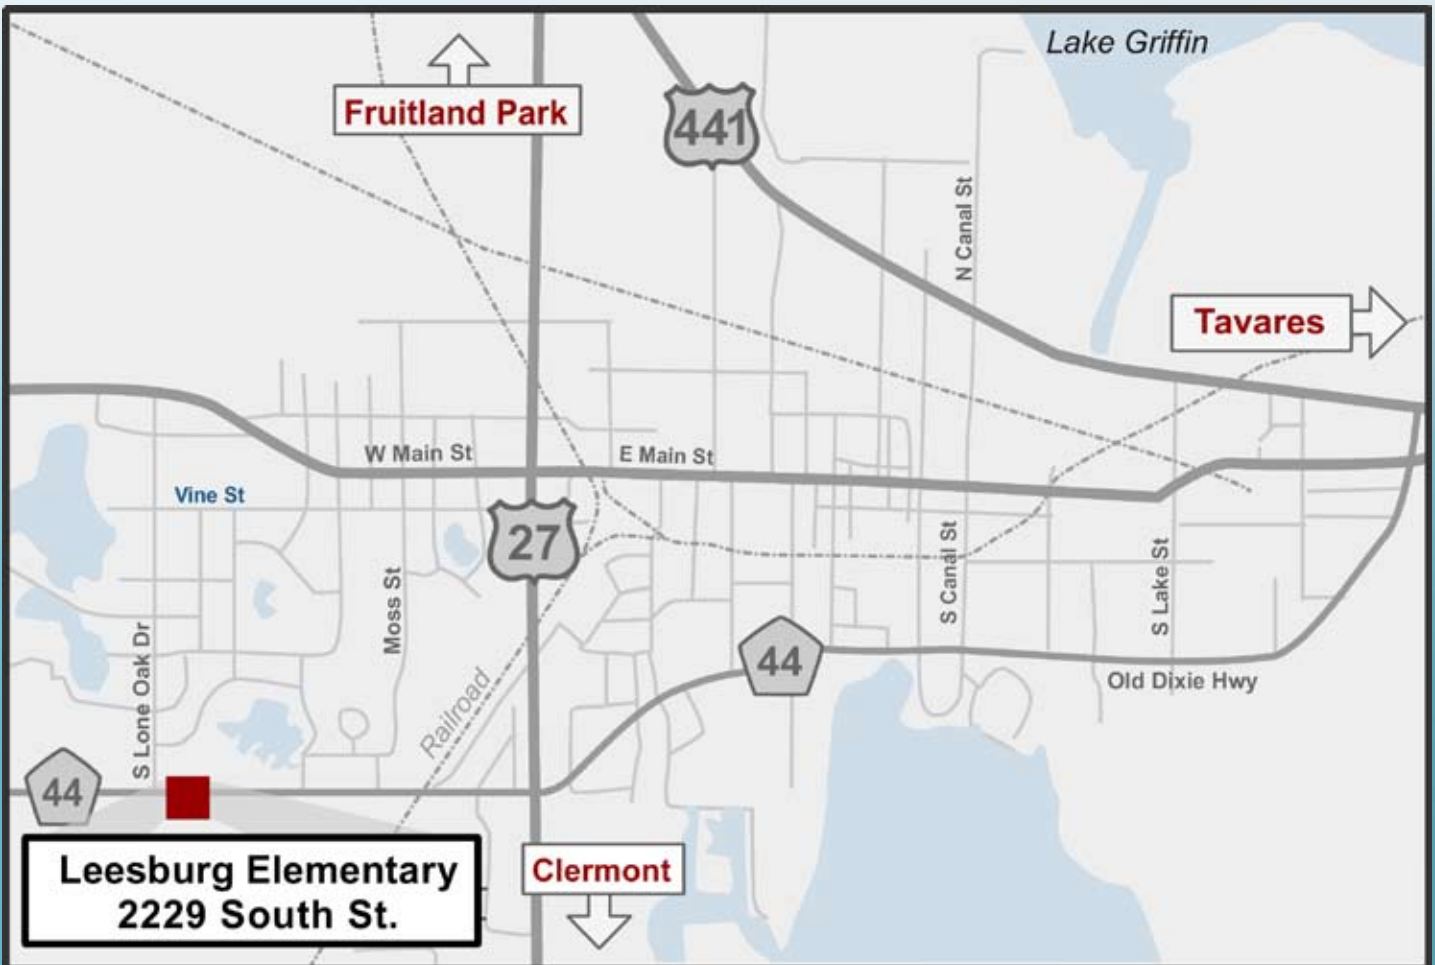 Lake Griffin
Fruitland Park
441
N Canal St
Tavares
W Main St
E Main St
Vine St
27
S Canal St
S Lake St
Moss St
S Lone Oak Dr
44
Old Dixie Hwy
Railroad
44
Leesburg Elementary
2229 South St.
Clermont